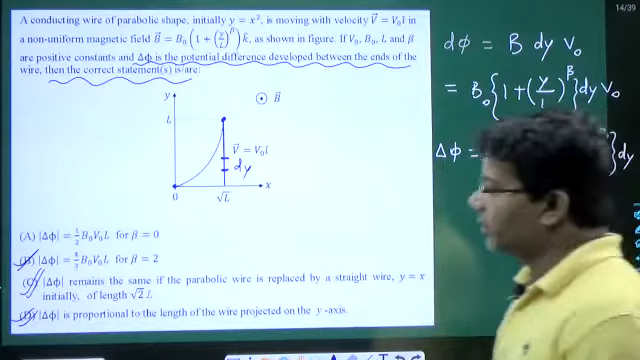 14/39
A conducting wire of parabolic shape, initially y = x², is moving with velocity V⃗ = V₀î in
a non-uniform magnetic field B⃗ = B₀ (1 + (y/L)^β) k̂, as shown in figure. If V₀, B₀, L and β
are positive constants and Δϕ is the potential difference developed between the ends of the
wire, then the correct statement(s) is/are:
y
⊙ B⃗
L
V⃗ = V₀î
dy
0
√L
x
(A) |Δϕ| = ½ B₀V₀L for β = 0
(B) |Δϕ| = 4/3 B₀V₀L for β = 2
(C) |Δϕ| remains the same if the parabolic wire is replaced by a straight wire, y = x
initially, of length √2 L
(D) |Δϕ| is proportional to the length of the wire projected on the y-axis.
dϕ = B dy V₀
= B₀ {1 + (y/L)^β} dy V₀
Δϕ =
} dy